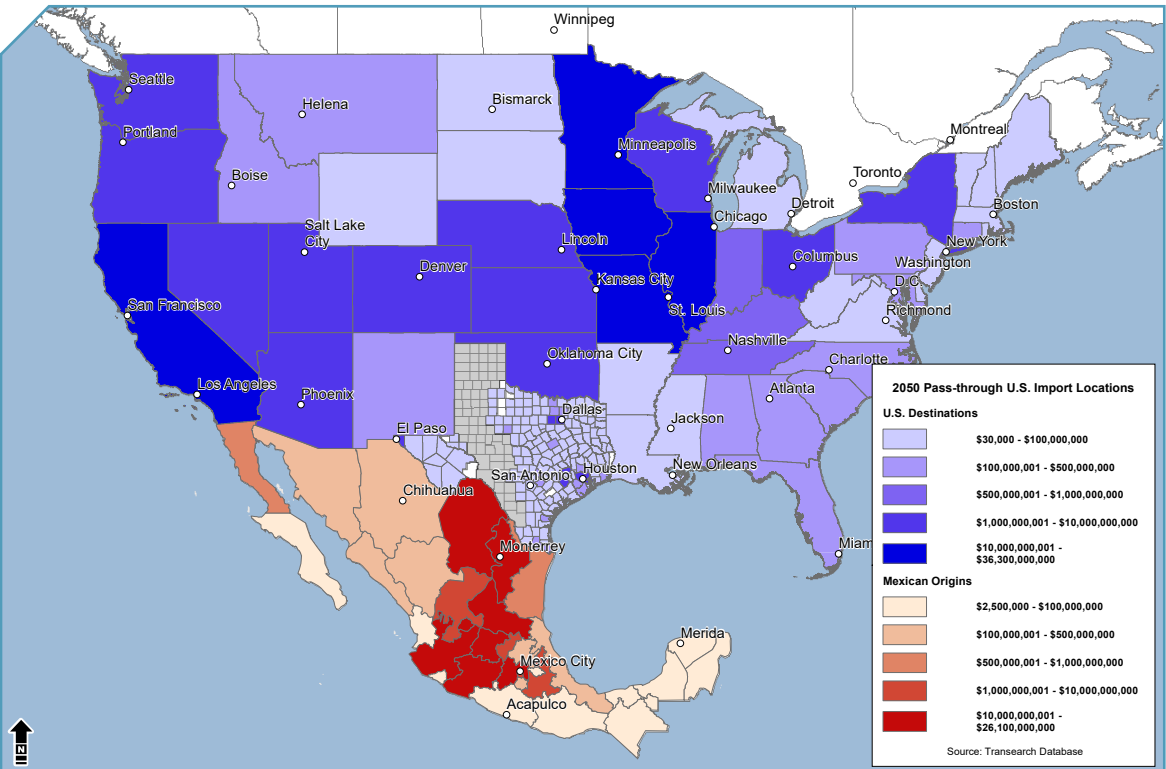 Winnipeg
Seattle
Helena
Bismarck
Portland
Minneapolis
Montreal
Boise
Milwaukee
Toronto
Detroit
Boston
Chicago
Salt Lake
City
Lincoln
New York
Denver
Columbus
Washington
D.C.
Kansas City
San Francisco
St. Louis
Richmond
Nashville
Oklahoma City
Charlotte
Los Angeles
Phoenix
Atlanta
Dallas
Jackson
El Paso
New Orleans
San Antonio
Houston
Chihuahua
Miam
Monterrey
Merida
Mexico City
Acapulco
N
2050 Pass-through U.S. Import Locations
U.S. Destinations
$30,000 - $100,000,000
$100,000,001 - $500,000,000
$500,000,001 - $1,000,000,000
$1,000,000,001 - $10,000,000,000
$10,000,000,001 -
$36,300,000,000
Mexican Origins
$2,500,000 - $100,000,000
$100,000,001 - $500,000,000
$500,000,001 - $1,000,000,000
$1,000,000,001 - $10,000,000,000
$10,000,000,001 -
$26,100,000,000
Source: Transearch Database